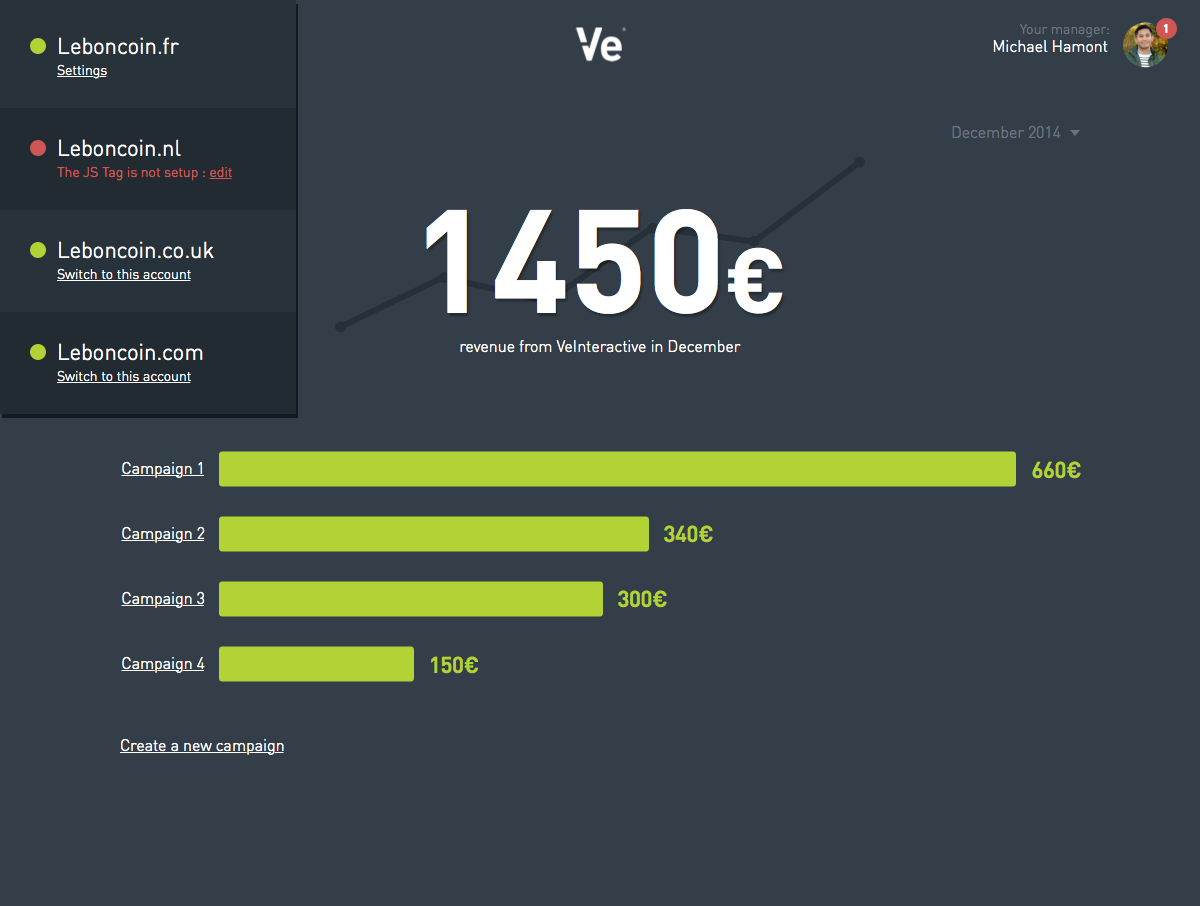 Leboncoin.fr
Settings
Leboncoin.nl
The JS Tag is not setup : edit
Leboncoin.co.uk
Switch to this account
Leboncoin.com
Switch to this account
Ve
Your manager:
Michael Hamont
1
December 2014
1450€
revenue from VeInteractive in December
Campaign 1 660€
Campaign 2 340€
Campaign 3 300€
Campaign 4 150€
Create a new campaign